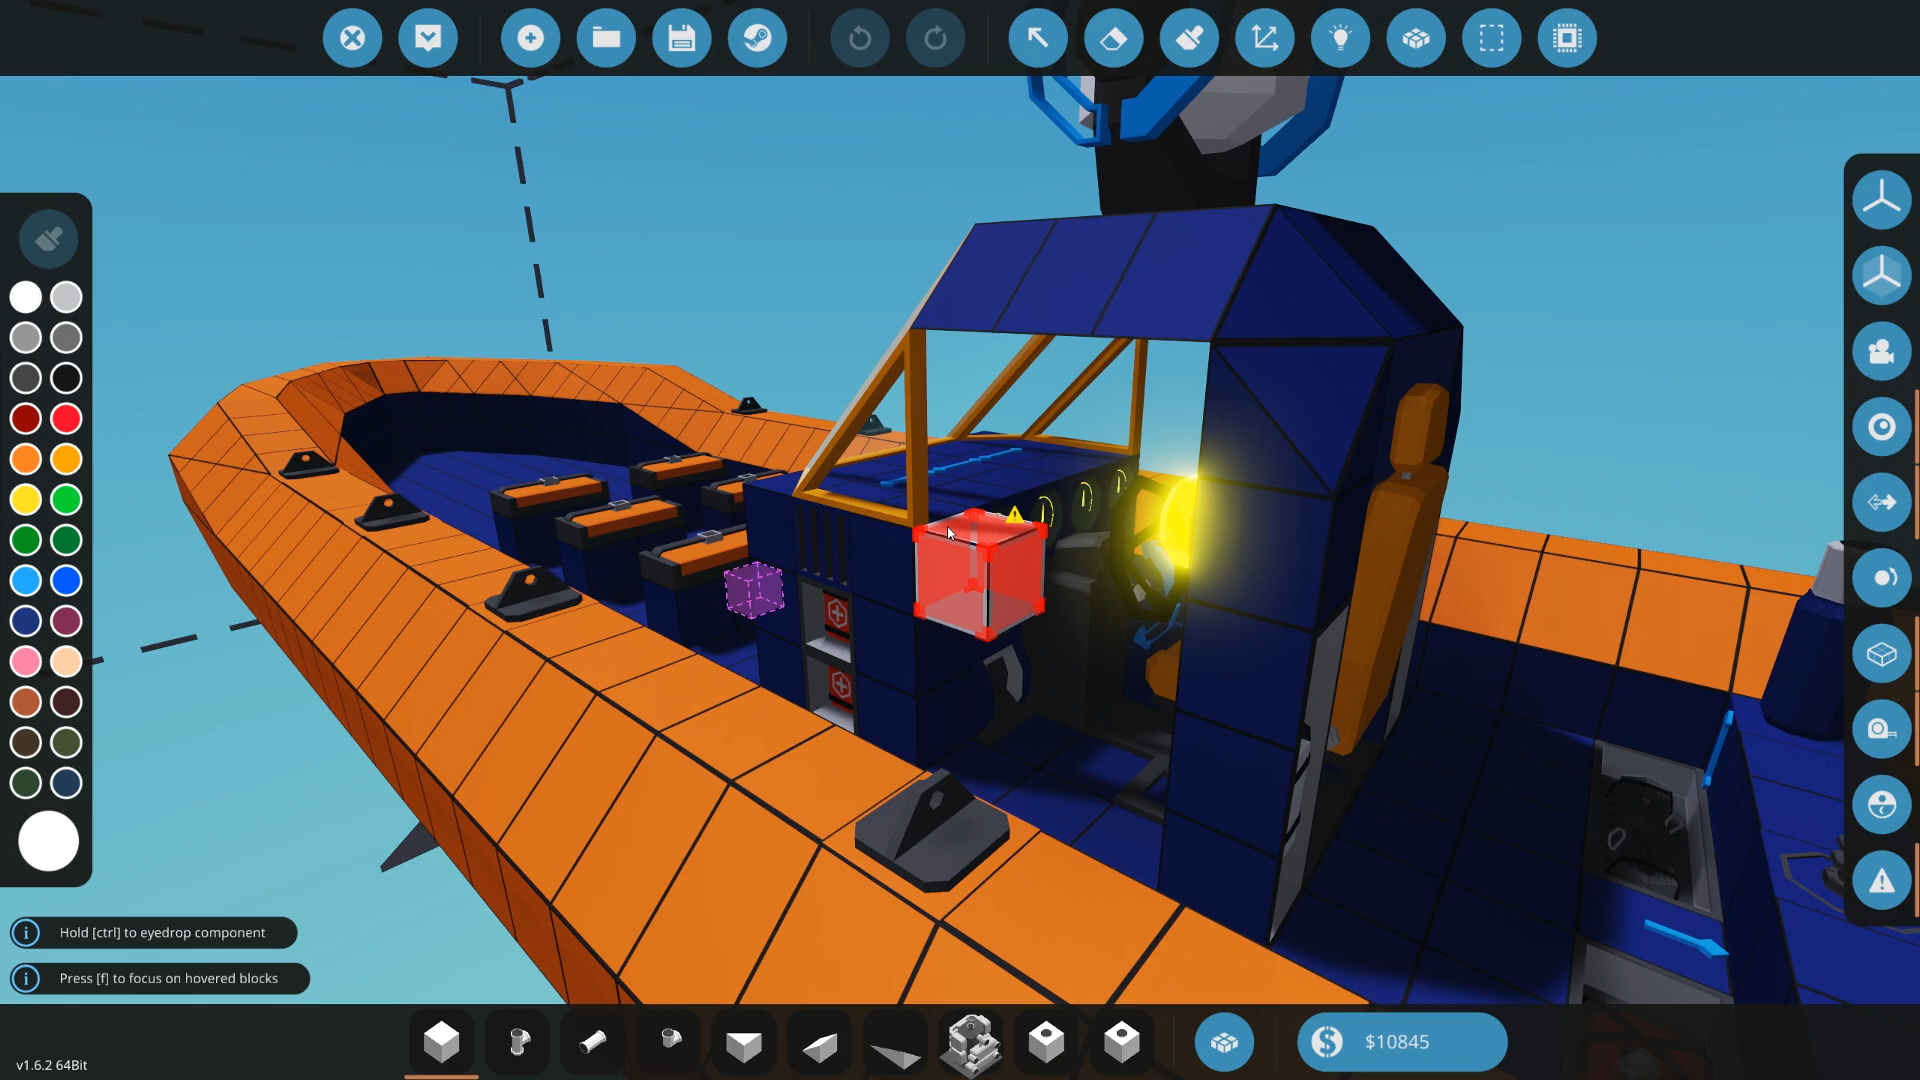 Hold [ctrl] to eyedrop component
Press [f] to focus on hovered blocks
$10845
v1.6.2 64Bit